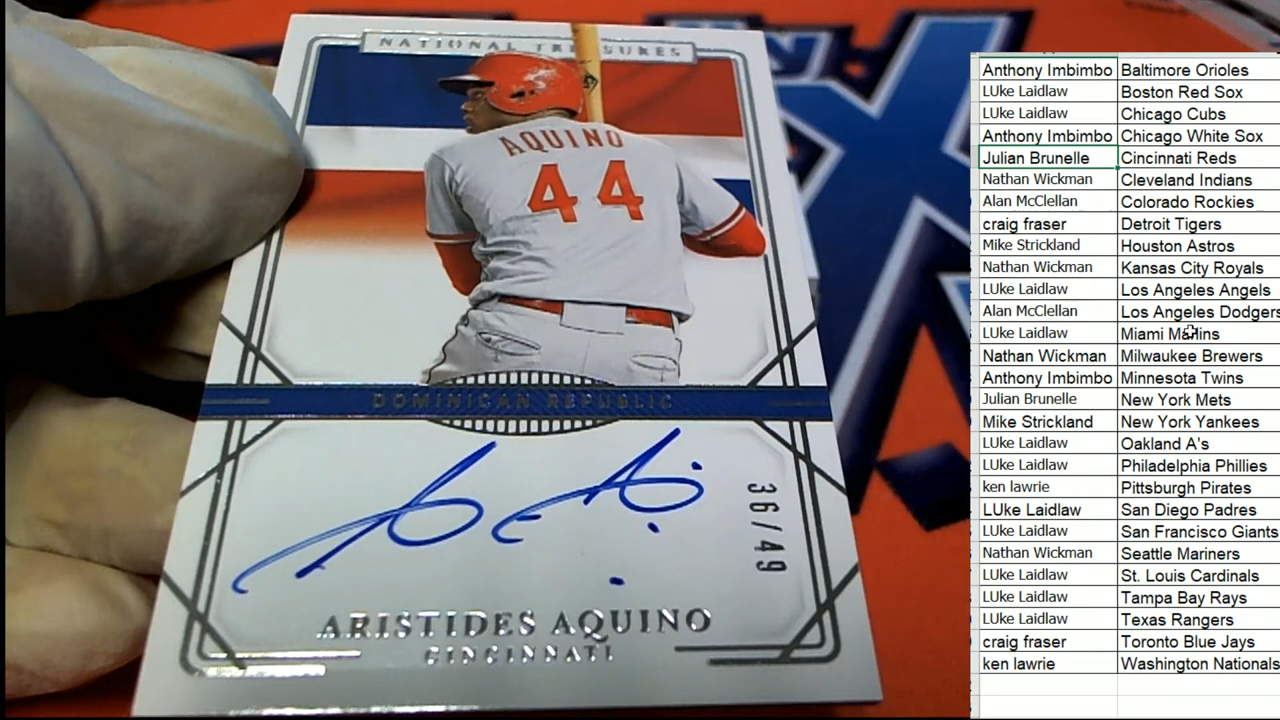 NATIONAL TREASURES
AQUINO
44
DOMINICAN REPUBLIC
36/49
ARISTIDES AQUINO
CINCINNATI
Anthony Imbimbo Baltimore Orioles
LUke Laidlaw Boston Red Sox
LUke Laidlaw Chicago Cubs
Anthony Imbimbo Chicago White Sox
Julian Brunelle Cincinnati Reds
Nathan Wickman Cleveland Indians
Alan McClellan Colorado Rockies
craig fraser Detroit Tigers
Mike Strickland Houston Astros
Nathan Wickman Kansas City Royals
LUke Laidlaw Los Angeles Angels
Alan McClellan Los Angeles Dodgers
LUke Laidlaw Miami Marlins
Nathan Wickman Milwaukee Brewers
Anthony Imbimbo Minnesota Twins
Julian Brunelle New York Mets
Mike Strickland New York Yankees
LUke Laidlaw Oakland A's
LUke Laidlaw Philadelphia Phillies
ken lawrie Pittsburgh Pirates
LUke Laidlaw San Diego Padres
LUke Laidlaw San Francisco Giants
Nathan Wickman Seattle Mariners
LUke Laidlaw St. Louis Cardinals
LUke Laidlaw Tampa Bay Rays
LUke Laidlaw Texas Rangers
craig fraser Toronto Blue Jays
ken lawrie Washington Nationals